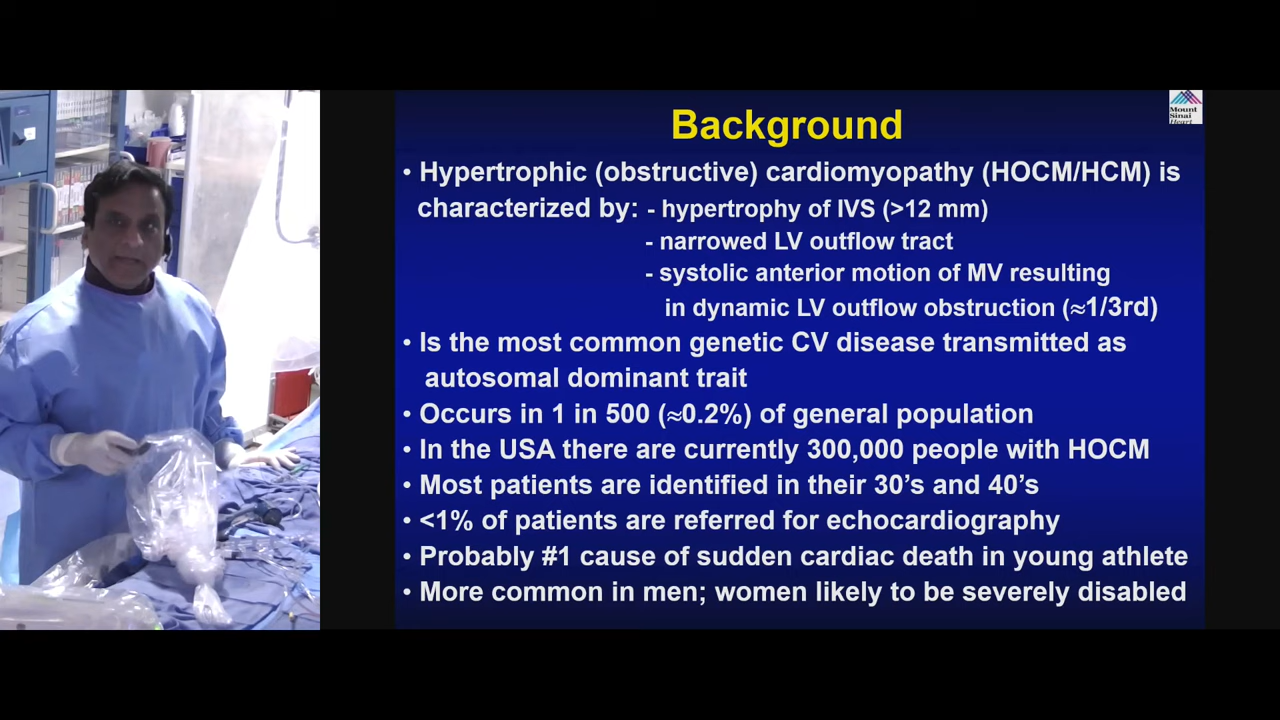 Background
Mount
Sinai
Heart
• Hypertrophic (obstructive) cardiomyopathy (HOCM/HCM) is
characterized by: - hypertrophy of IVS (>12 mm)
- narrowed LV outflow tract
- systolic anterior motion of MV resulting
in dynamic LV outflow obstruction (≈1/3rd)
• Is the most common genetic CV disease transmitted as
autosomal dominant trait
• Occurs in 1 in 500 (≈0.2%) of general population
• In the USA there are currently 300,000 people with HOCM
• Most patients are identified in their 30’s and 40’s
• <1% of patients are referred for echocardiography
• Probably #1 cause of sudden cardiac death in young athlete
• More common in men; women likely to be severely disabled